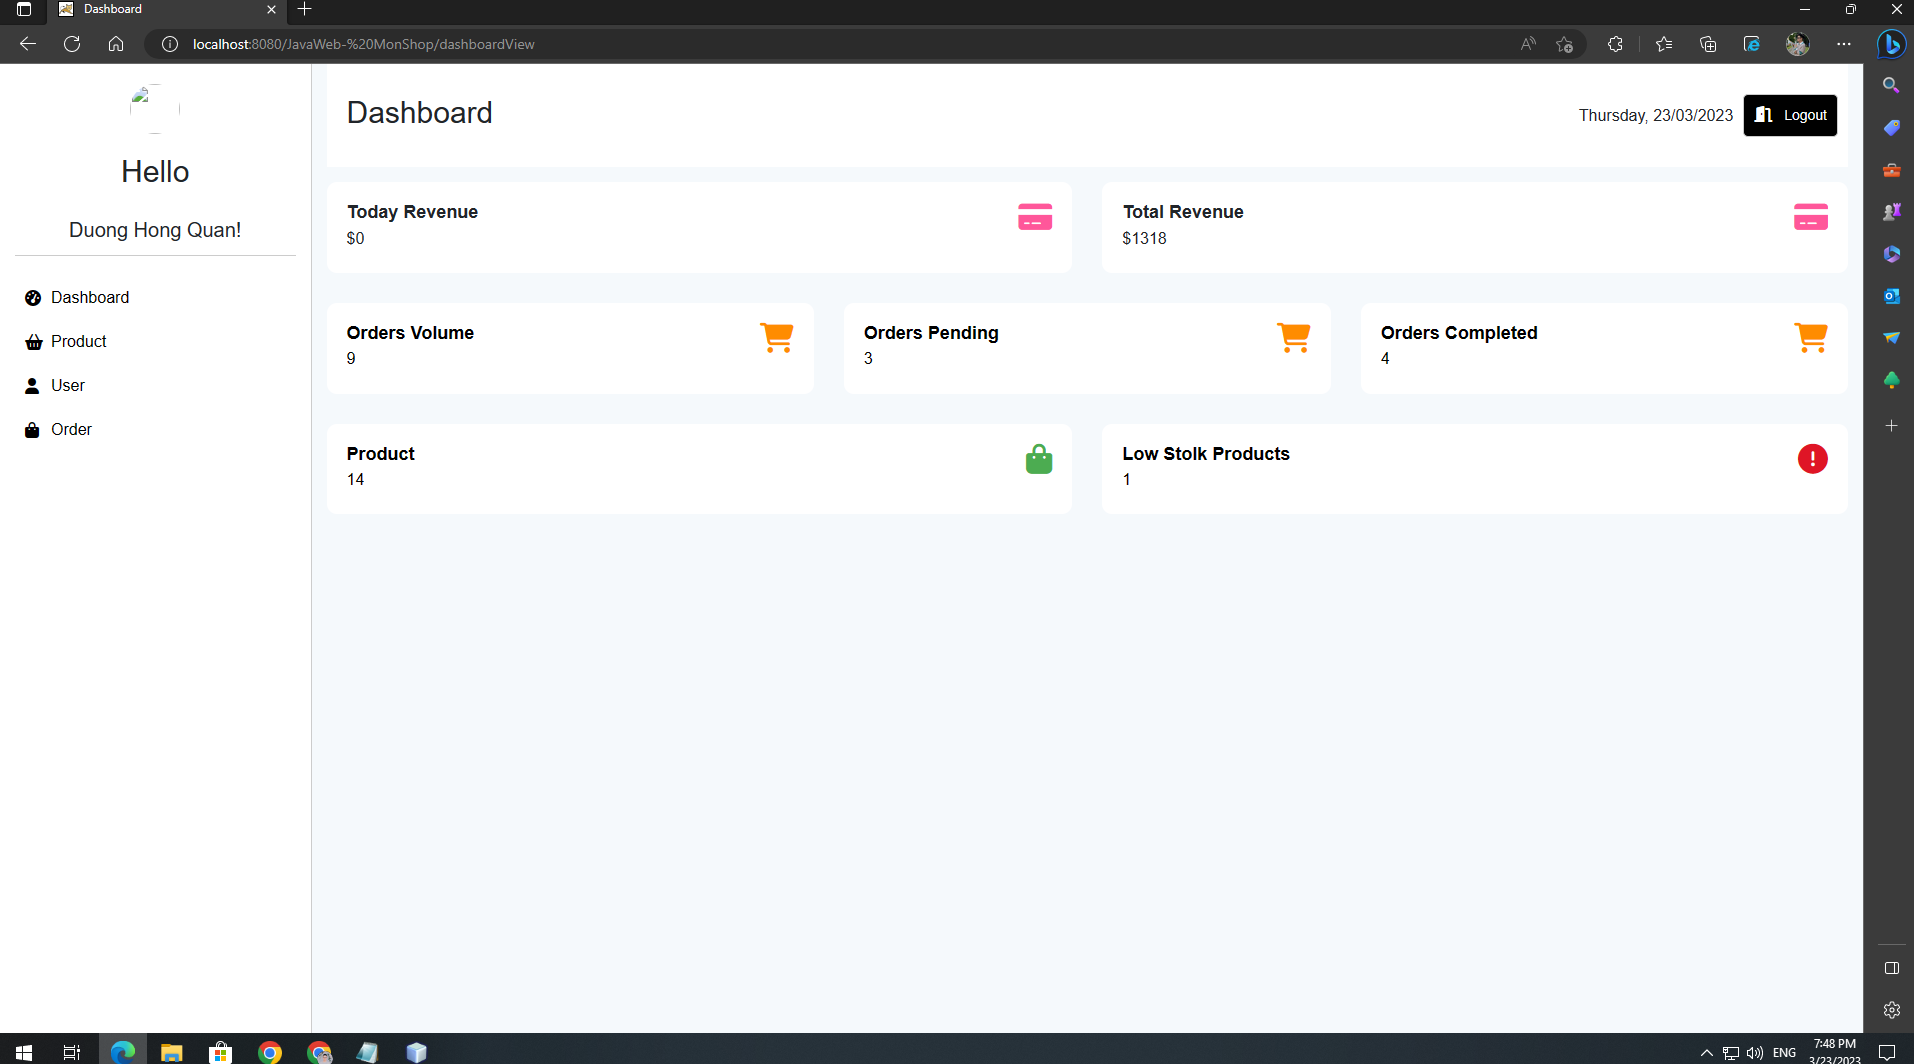 Dashboard
localhost:8080/JavaWeb-%20MonShop/dashboardView
Hello
Duong Hong Quan!
Dashboard
Product
User
Order
Dashboard
Thursday, 23/03/2023
Logout
Today Revenue
$0
Total Revenue
$1318
Orders Volume
9
Orders Pending
3
Orders Completed
4
Product
14
Low Stolk Products
1
ENG
7:48 PM
3/23/2023